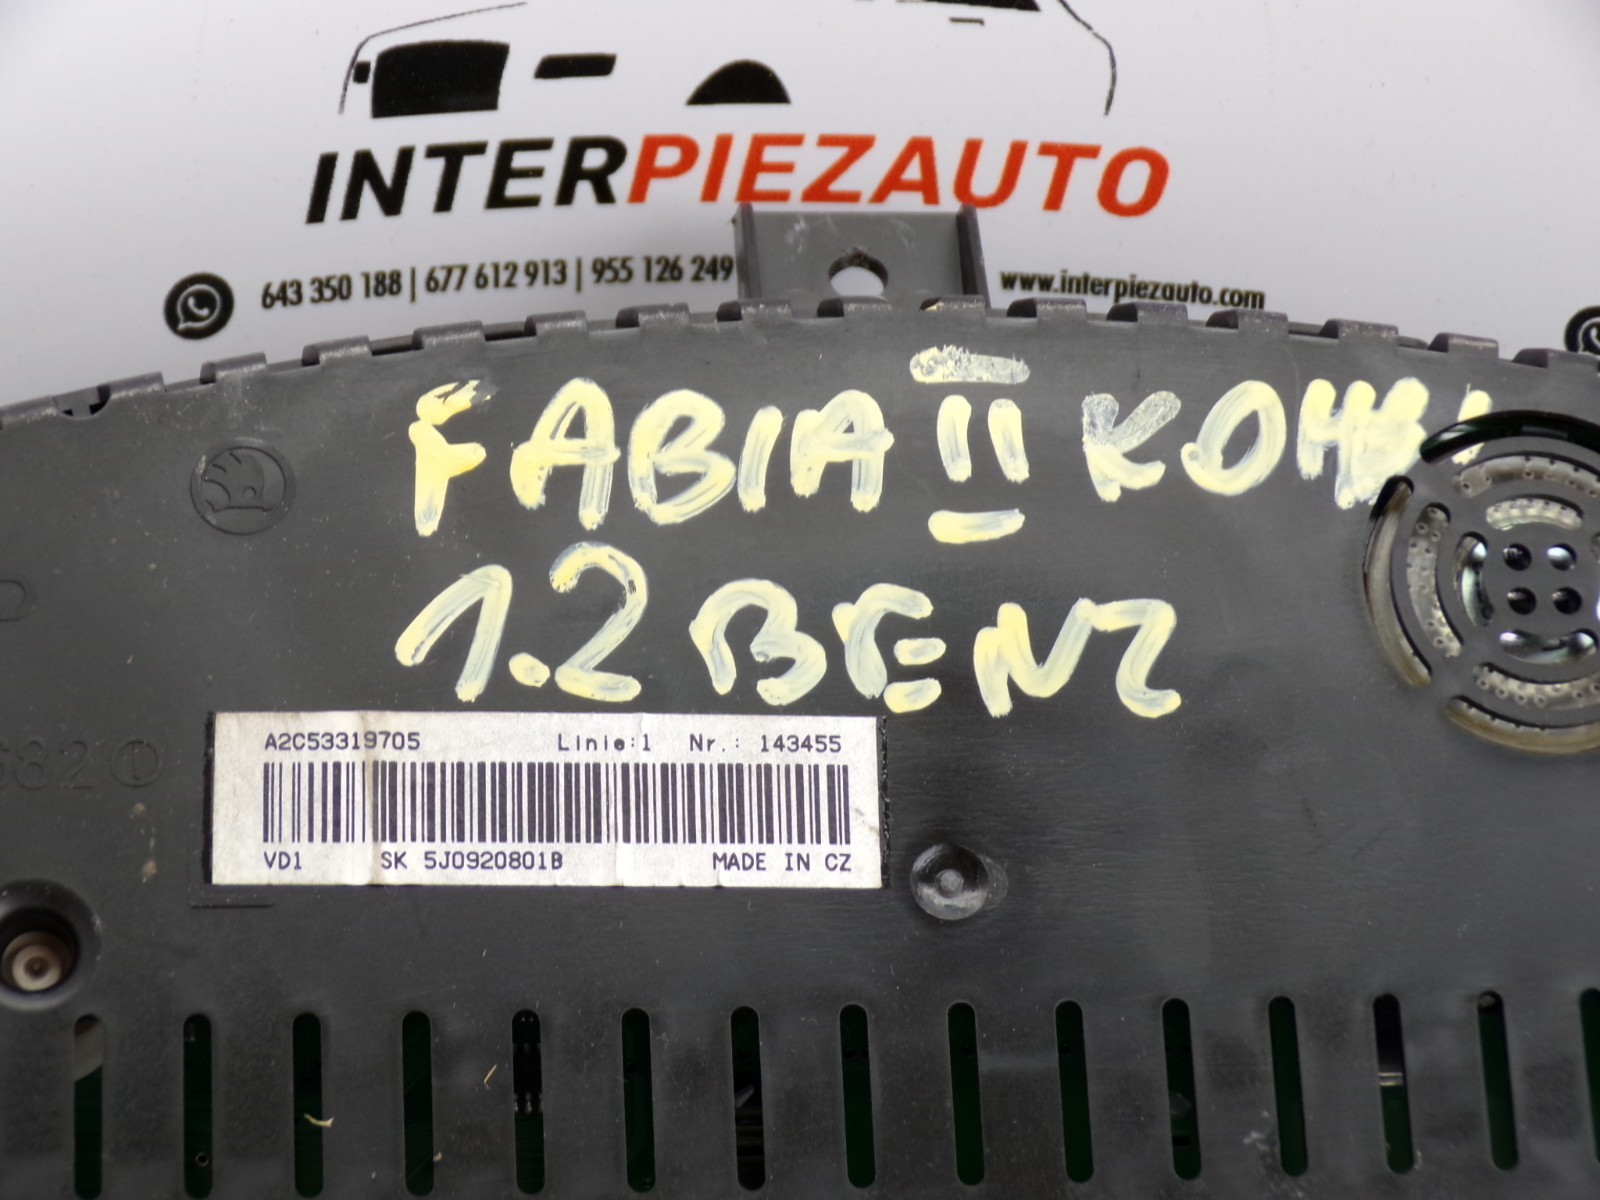 INTERPIEZAUTO
643 350 188 | 677 612 913 | 955 126 249
www.interpiezauto.com
FABIA II KOMBI
1.2 BENZ
A2C53319705 Linie:1 Nr.: 143455
VD1 SK 5J0920801B MADE IN CZ